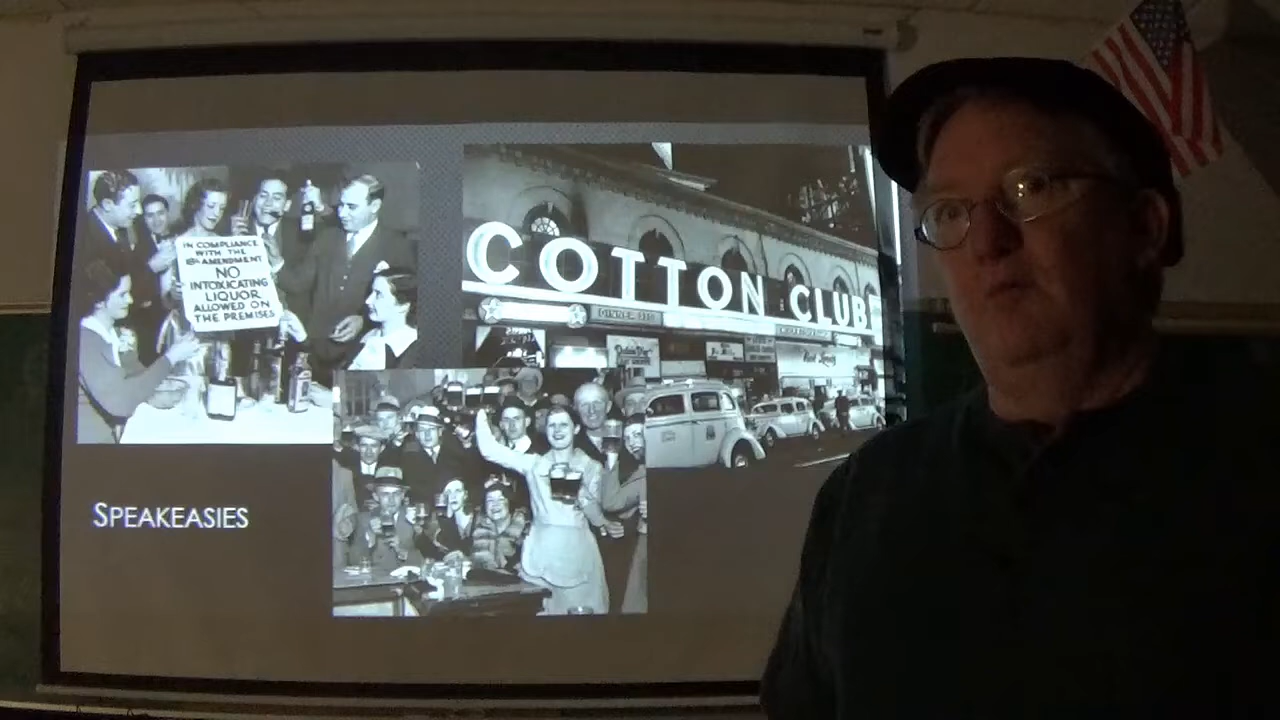 IN COMPLIANCE
WITH THE
18th AMENDMENT
NO
INTOXICATING
LIQUOR
ALLOWED ON
THE PREMISES
COTTON CLUB
SPEAKEASIES